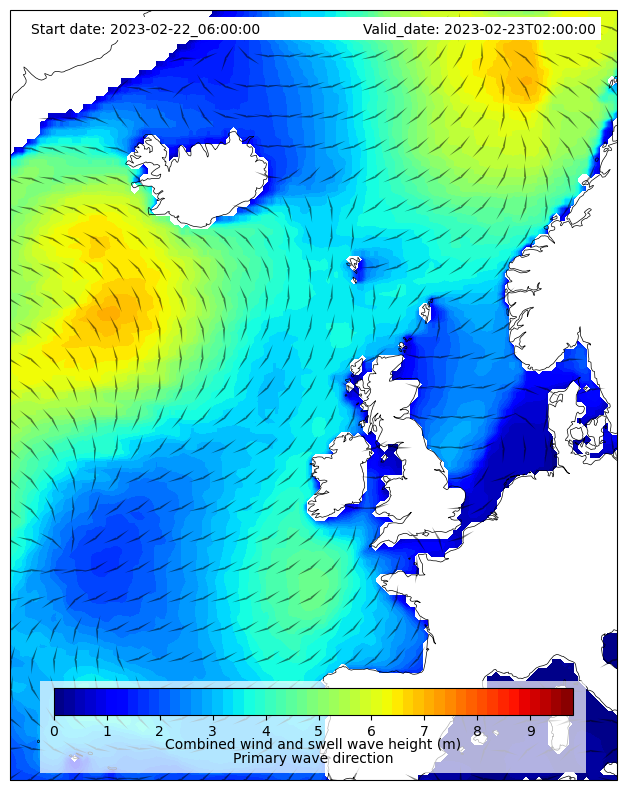 Start date: 2023-02-22_06:00:00 Valid_date: 2023-02-23T02:00:00
0 1 2 3 4 5 6 7 8 9
Combined wind and swell wave height (m)
Primary wave direction